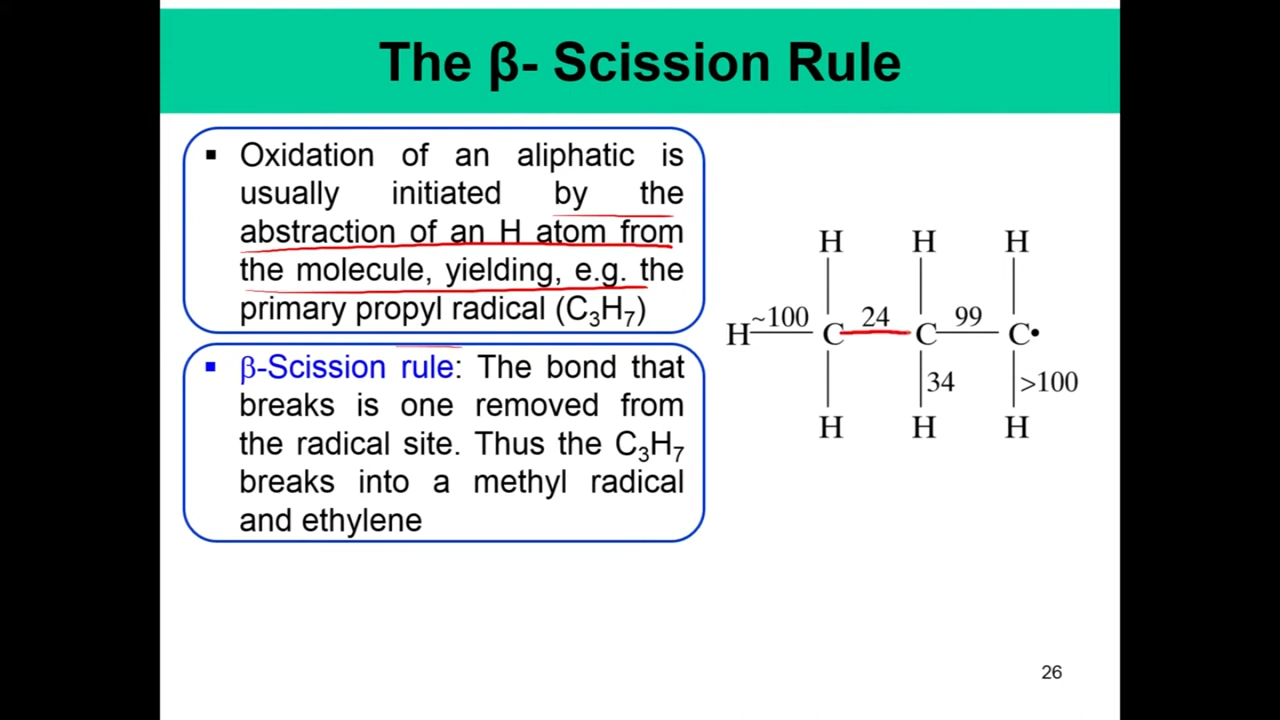 The β- Scission Rule
▪ Oxidation of an aliphatic is
usually initiated by the
abstraction of an H atom from
the molecule, yielding, e.g. the
primary propyl radical (C₃H₇)
▪ β-Scission rule: The bond that
breaks is one removed from
the radical site. Thus the C₃H₇
breaks into a methyl radical
and ethylene
H H H
H ~100 C 24 C 99 C•
34 >100
H H H
26